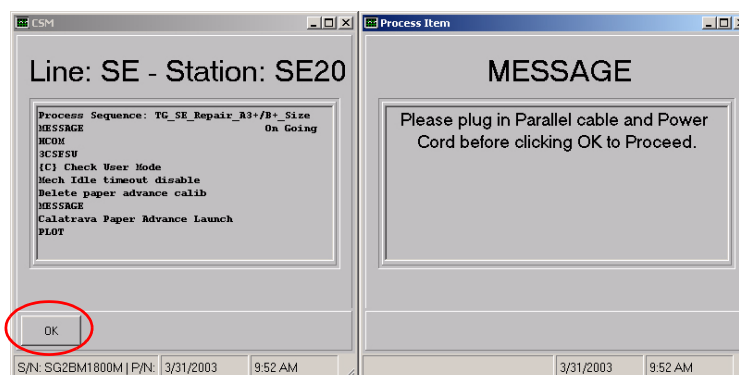 CSM
Line: SE - Station: SE20
Process Sequence: TG_SE_Repair_A3+/B+_Size
MESSAGE On Going
MCOM
3CSFSU
{C} Check User Mode
Mech Idle timeout disable
Delete paper advance calib
MESSAGE
Calatrava Paper Advance Launch
PLOT
OK
S/N: SG2BM1800M | P/N: 3/31/2003 9:52 AM
Process Item
MESSAGE
Please plug in Parallel cable and Power
Cord before clicking OK to Proceed.
3/31/2003 9:52 AM